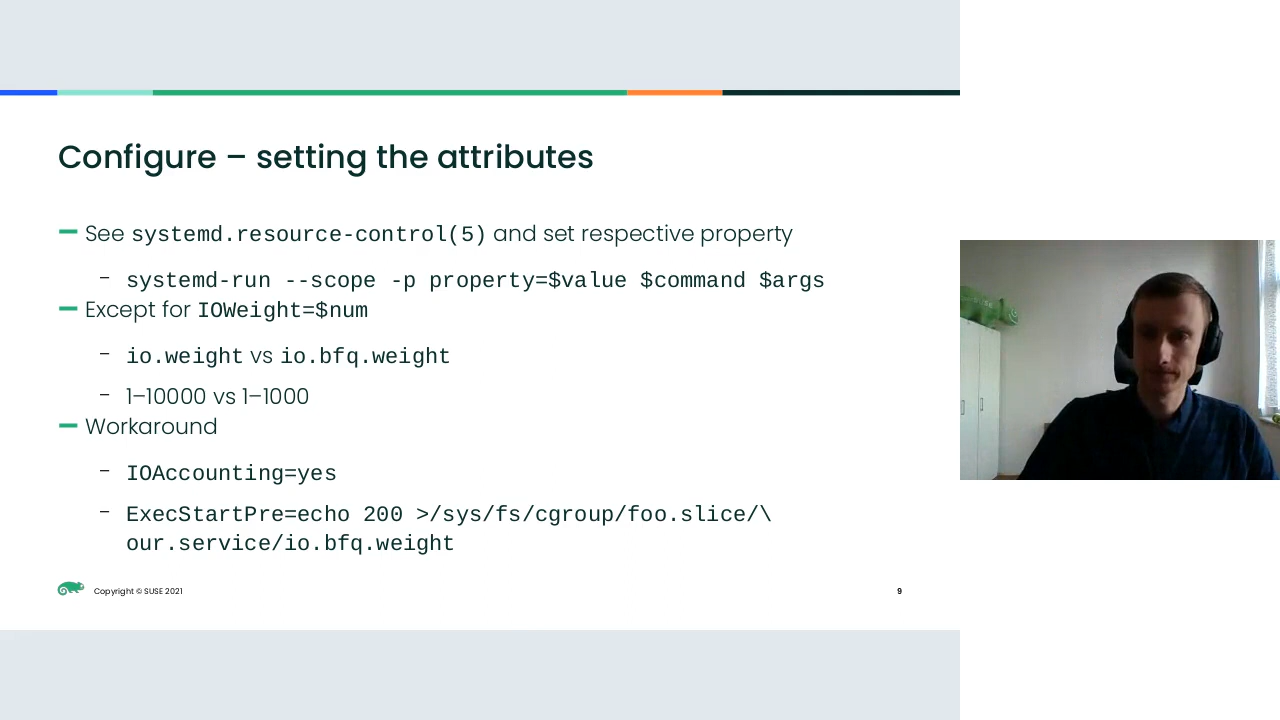 Configure – setting the attributes
See systemd.resource-control(5) and set respective property
– systemd-run --scope -p property=$value $command $args
Except for IOWeight=$num
– io.weight vs io.bfq.weight
– 1–10000 vs 1–1000
Workaround
– IOAccounting=yes
– ExecStartPre=echo 200 >/sys/fs/cgroup/foo.slice/\
our.service/io.bfq.weight
Copyright © SUSE 2021
9